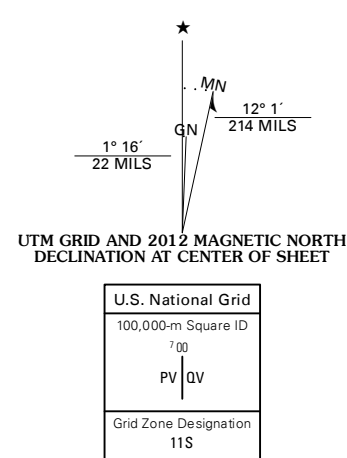 ★
MN
GN
12° 1´
214 MILS
1° 16´
22 MILS
UTM GRID AND 2012 MAGNETIC NORTH
DECLINATION AT CENTER OF SHEET
U.S. National Grid
100,000-m Square ID
7 00
PV QV
Grid Zone Designation
11S